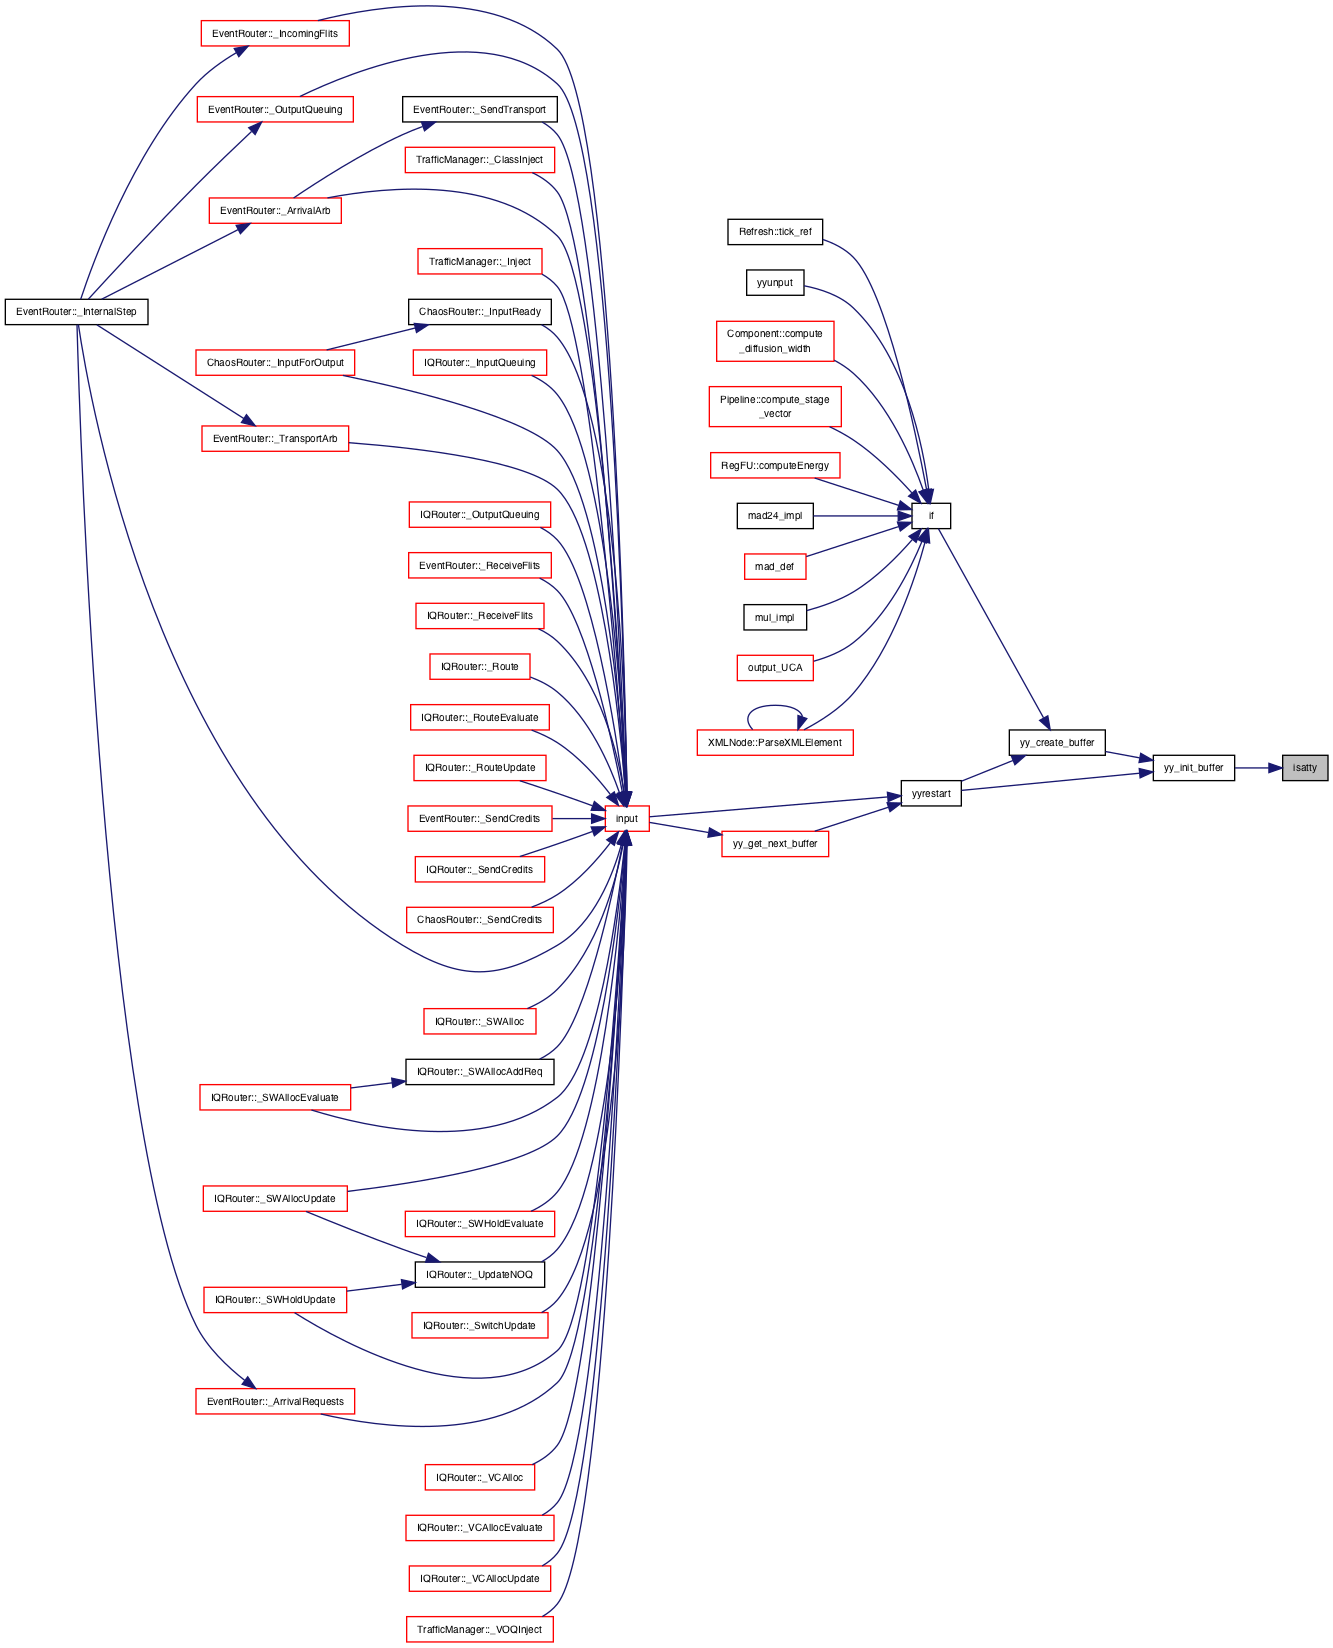 EventRouter::_IncomingFlits
EventRouter::_OutputQueuing
EventRouter::_SendTransport
TrafficManager::_ClassInject
EventRouter::_ArrivalArb
Refresh::tick_ref
TrafficManager::_Inject
yyunput
EventRouter::_InternalStep
ChaosRouter::_InputReady
Component::compute
_diffusion_width
ChaosRouter::_InputForOutput
IQRouter::_InputQueuing
Pipeline::compute_stage
_vector
EventRouter::_TransportArb
RegFU::computeEnergy
IQRouter::_OutputQueuing
mad24_impl
if
EventRouter::_ReceiveFlits
mad_def
IQRouter::_ReceiveFlits
mul_impl
IQRouter::_Route
output_UCA
IQRouter::_RouteEvaluate
XMLNode::ParseXMLElement
yy_create_buffer
IQRouter::_RouteUpdate
yy_init_buffer
isatty
yyrestart
EventRouter::_SendCredits
input
yy_get_next_buffer
IQRouter::_SendCredits
ChaosRouter::_SendCredits
IQRouter::_SWAlloc
IQRouter::_SWAllocAddReq
IQRouter::_SWAllocEvaluate
IQRouter::_SWAllocUpdate
IQRouter::_SWHoldEvaluate
IQRouter::_UpdateNOQ
IQRouter::_SWHoldUpdate
IQRouter::_SwitchUpdate
EventRouter::_ArrivalRequests
IQRouter::_VCAlloc
IQRouter::_VCAllocEvaluate
IQRouter::_VCAllocUpdate
TrafficManager::_VOQInject